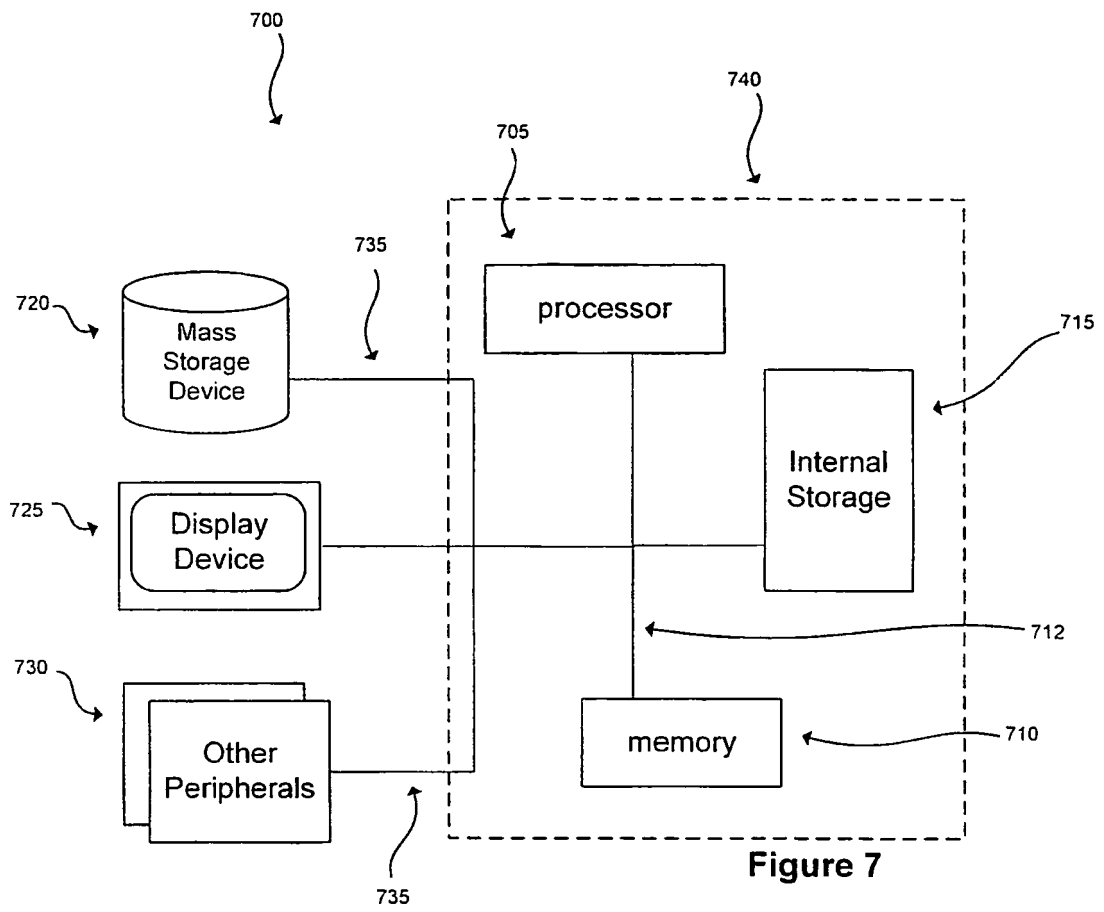 700
740
705
735
720
Mass
Storage
Device
processor
715
Internal
Storage
725
Display
Device
712
730
Other
Peripherals
memory
710
735
Figure 7